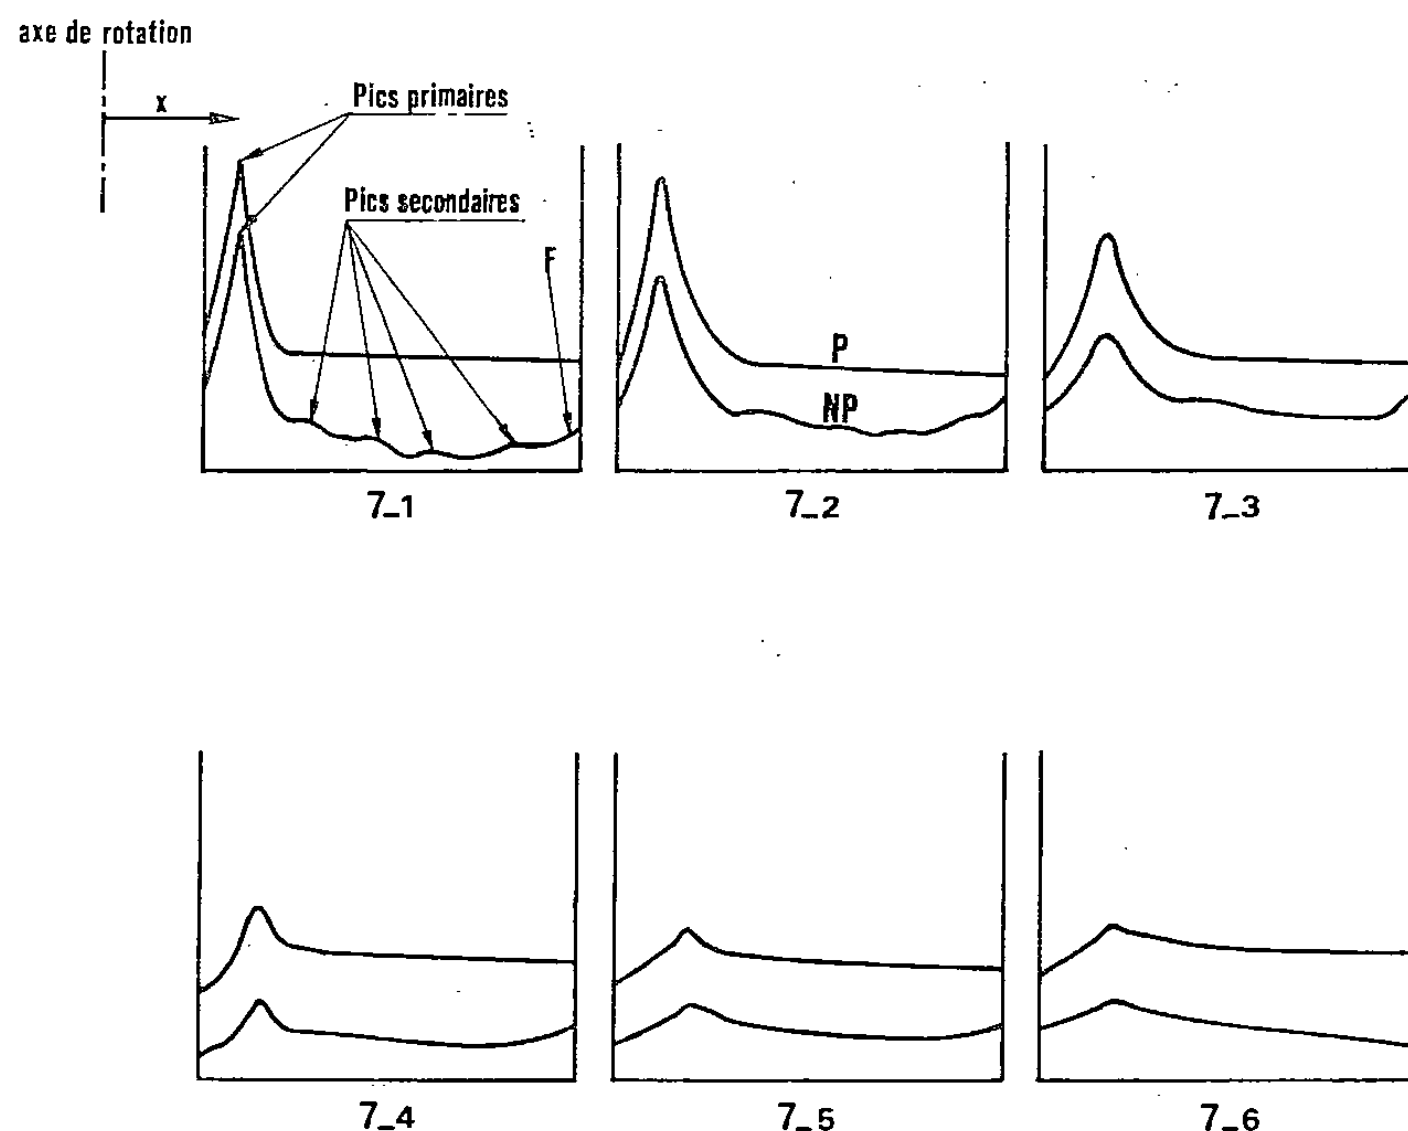 axe de rotation
x
Pics primaires
Pics secondaires
F
P
NP
7_1
7_2
7_3
7_4
7_5
7_6